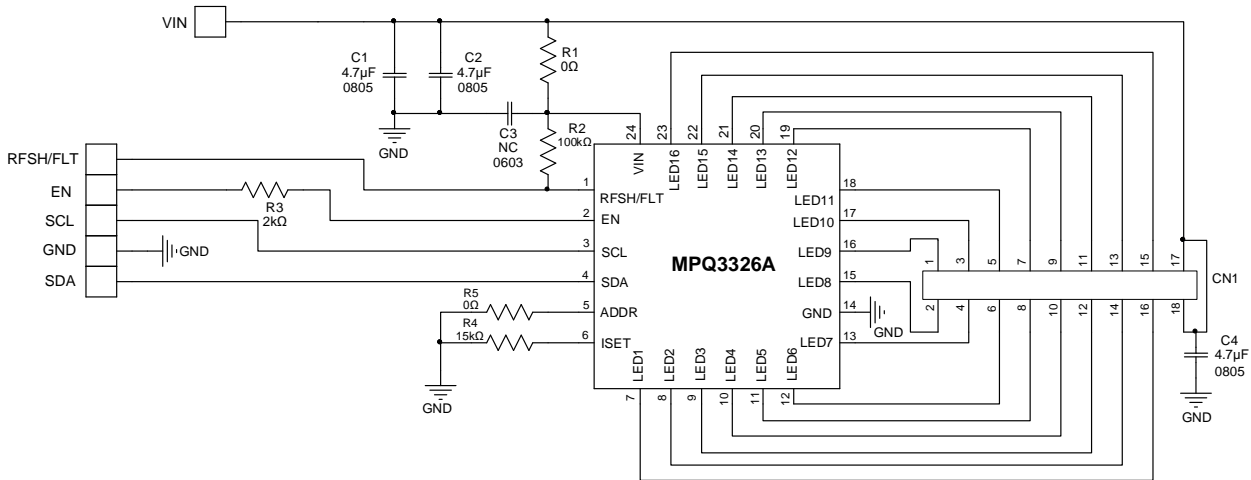 VIN
C1
4.7µF
0805
C2
4.7µF
0805
R1
0Ω
GND
C3
NC
0603
R2
100kΩ
24
23
22
21
20
19
VIN
LED16
LED15
LED14
LED13
LED12
RFSH/FLT
EN
SCL
GND
SDA
R3
2kΩ
GND
1
RFSH/FLT
2
EN
3
SCL
4
SDA
5
ADDR
6
ISET
R5
0Ω
R4
15kΩ
GND
MPQ3326A
18
LED11
17
LED10
16
LED9
15
LED8
14
GND
GND
13
LED7
LED1
LED2
LED3
LED4
LED5
LED6
7
8
9
10
11
12
1
3
5
7
9
11
13
15
17
2
4
6
8
10
12
14
16
18
CN1
C4
4.7µF
0805
GND